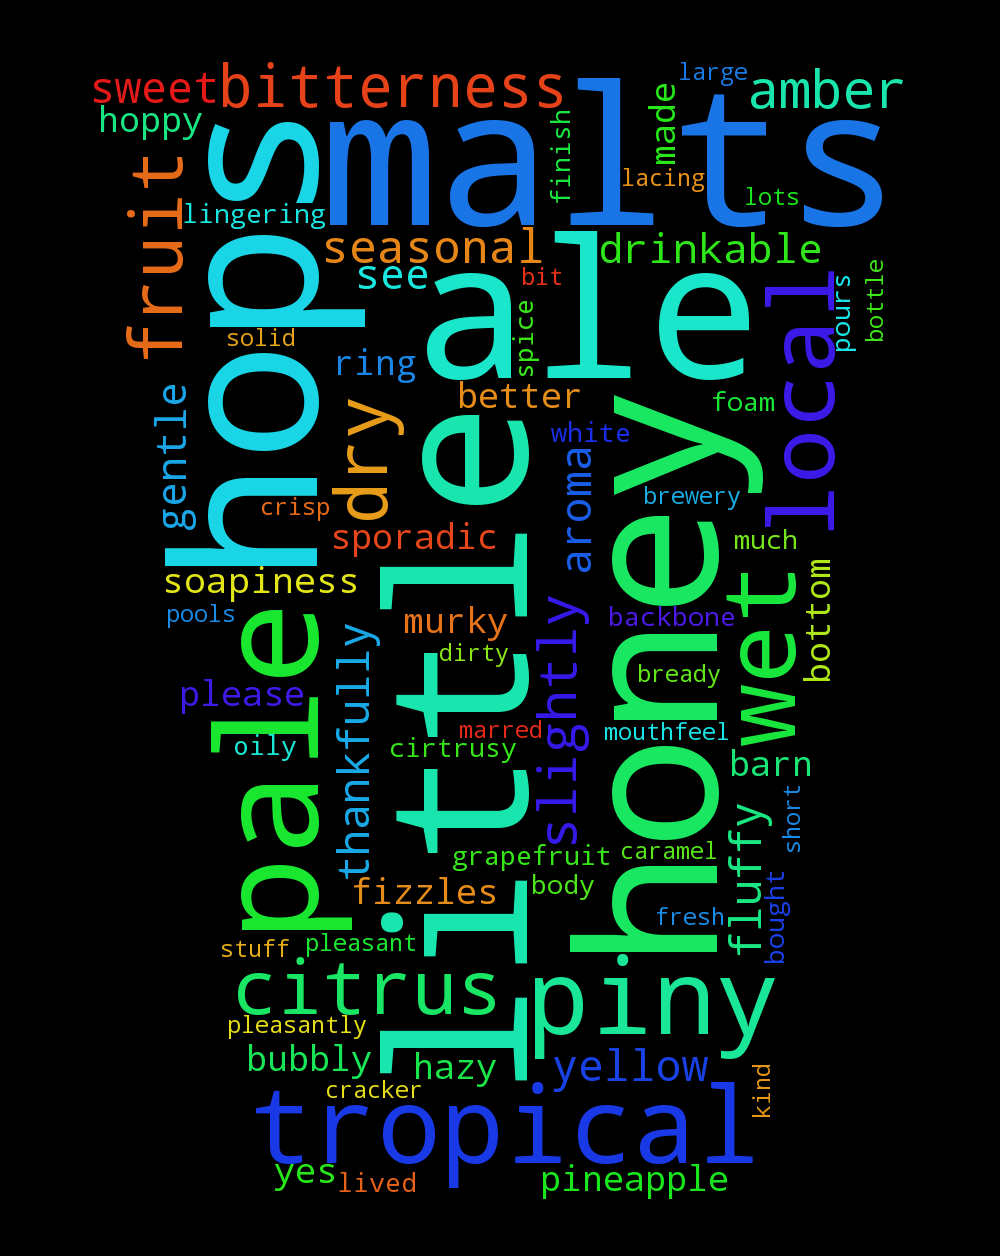 large
sweet
bitterness
amber
hoppy
malts
made
finish
lacing
lots
fruit
hops
lingering
seasonal
drinkable
see
ale
bit
local
pours
bottle
spice
solid
ring
better
foam
gentle
dry
honey
white
aroma
brewery
crisp
sporadic
much
soapiness
little
wet
bottom
pools
pale
murky
backbone
slightly
thankfully
dirty
bready
please
marred
mouthfeel
oily
cirtrusy
barn
short
grapefruit
caramel
fluffy
fizzles
body
bought
fresh
stuff
pleasant
citrus
piny
pleasantly
bubbly
hazy
yellow
kind
cracker
tropical
yes
lived
pineapple